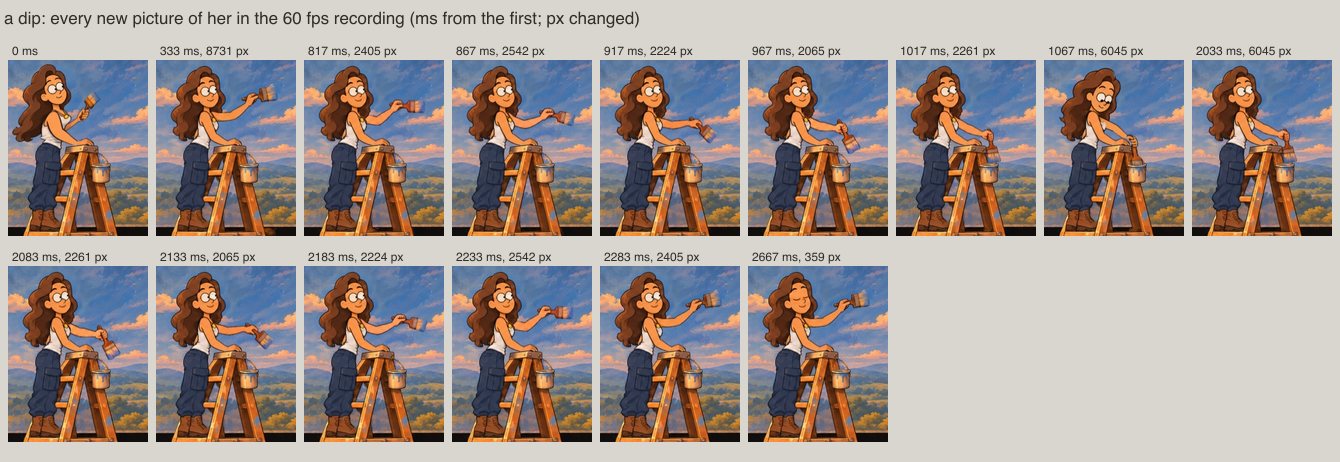 a dip: every new picture of her in the 60 fps recording (ms from the first; px changed)
0 ms
333 ms, 8731 px
817 ms, 2405 px
867 ms, 2542 px
917 ms, 2224 px
967 ms, 2065 px
1017 ms, 2261 px
1067 ms, 6045 px
2033 ms, 6045 px
2083 ms, 2261 px
2133 ms, 2065 px
2183 ms, 2224 px
2233 ms, 2542 px
2283 ms, 2405 px
2667 ms, 359 px